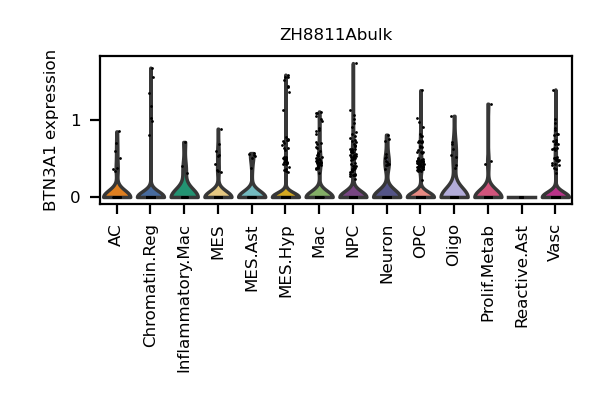 ZH8811Abulk
BTN3A1 expression
1
0
AC
Chromatin.Reg
Inflammatory.Mac
MES
MES.Ast
MES.Hyp
Mac
NPC
Neuron
OPC
Oligo
Prolif.Metab
Reactive.Ast
Vasc